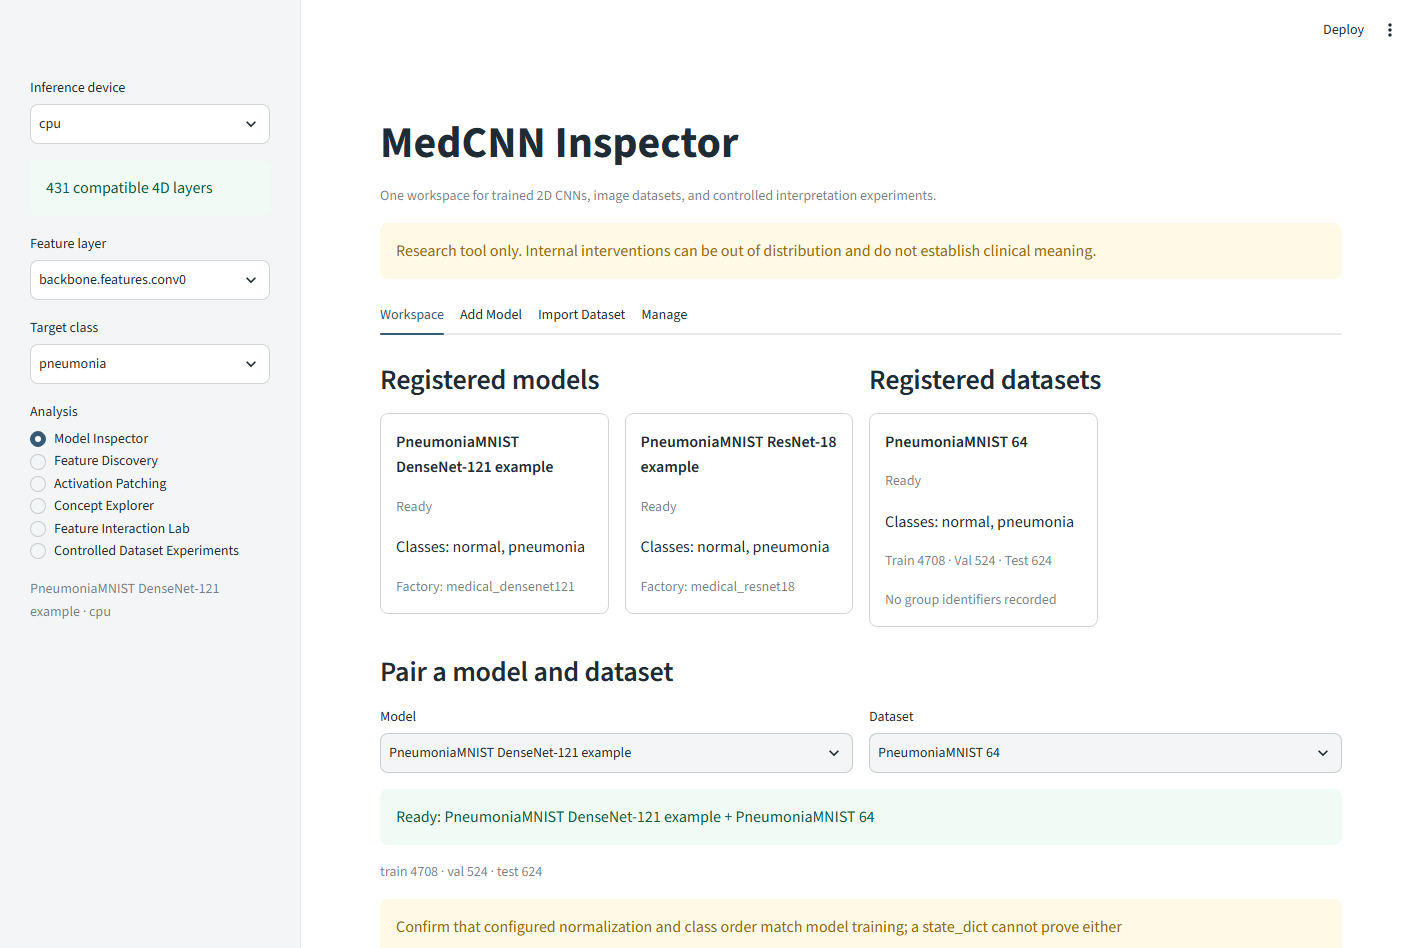 Inference device
cpu
431 compatible 4D layers
Feature layer
backbone.features.conv0
Target class
pneumonia
Analysis
Model Inspector
Feature Discovery
Activation Patching
Concept Explorer
Feature Interaction Lab
Controlled Dataset Experiments
PneumoniaMNIST DenseNet-121
example · cpu
Deploy
MedCNN Inspector
One workspace for trained 2D CNNs, image datasets, and controlled interpretation experiments.
Research tool only. Internal interventions can be out of distribution and do not establish clinical meaning.
Workspace
Add Model
Import Dataset
Manage
Registered models
PneumoniaMNIST
DenseNet-121 example
Ready
Classes: normal, pneumonia
Factory: medical_densenet121
PneumoniaMNIST ResNet-18
example
Ready
Classes: normal, pneumonia
Factory: medical_resnet18
Registered datasets
PneumoniaMNIST 64
Ready
Classes: normal, pneumonia
Train 4708 · Val 524 · Test 624
No group identifiers recorded
Pair a model and dataset
Model
PneumoniaMNIST DenseNet-121 example
Dataset
PneumoniaMNIST 64
Ready: PneumoniaMNIST DenseNet-121 example + PneumoniaMNIST 64
train 4708 · val 524 · test 624
Confirm that configured normalization and class order match model training; a state_dict cannot prove either